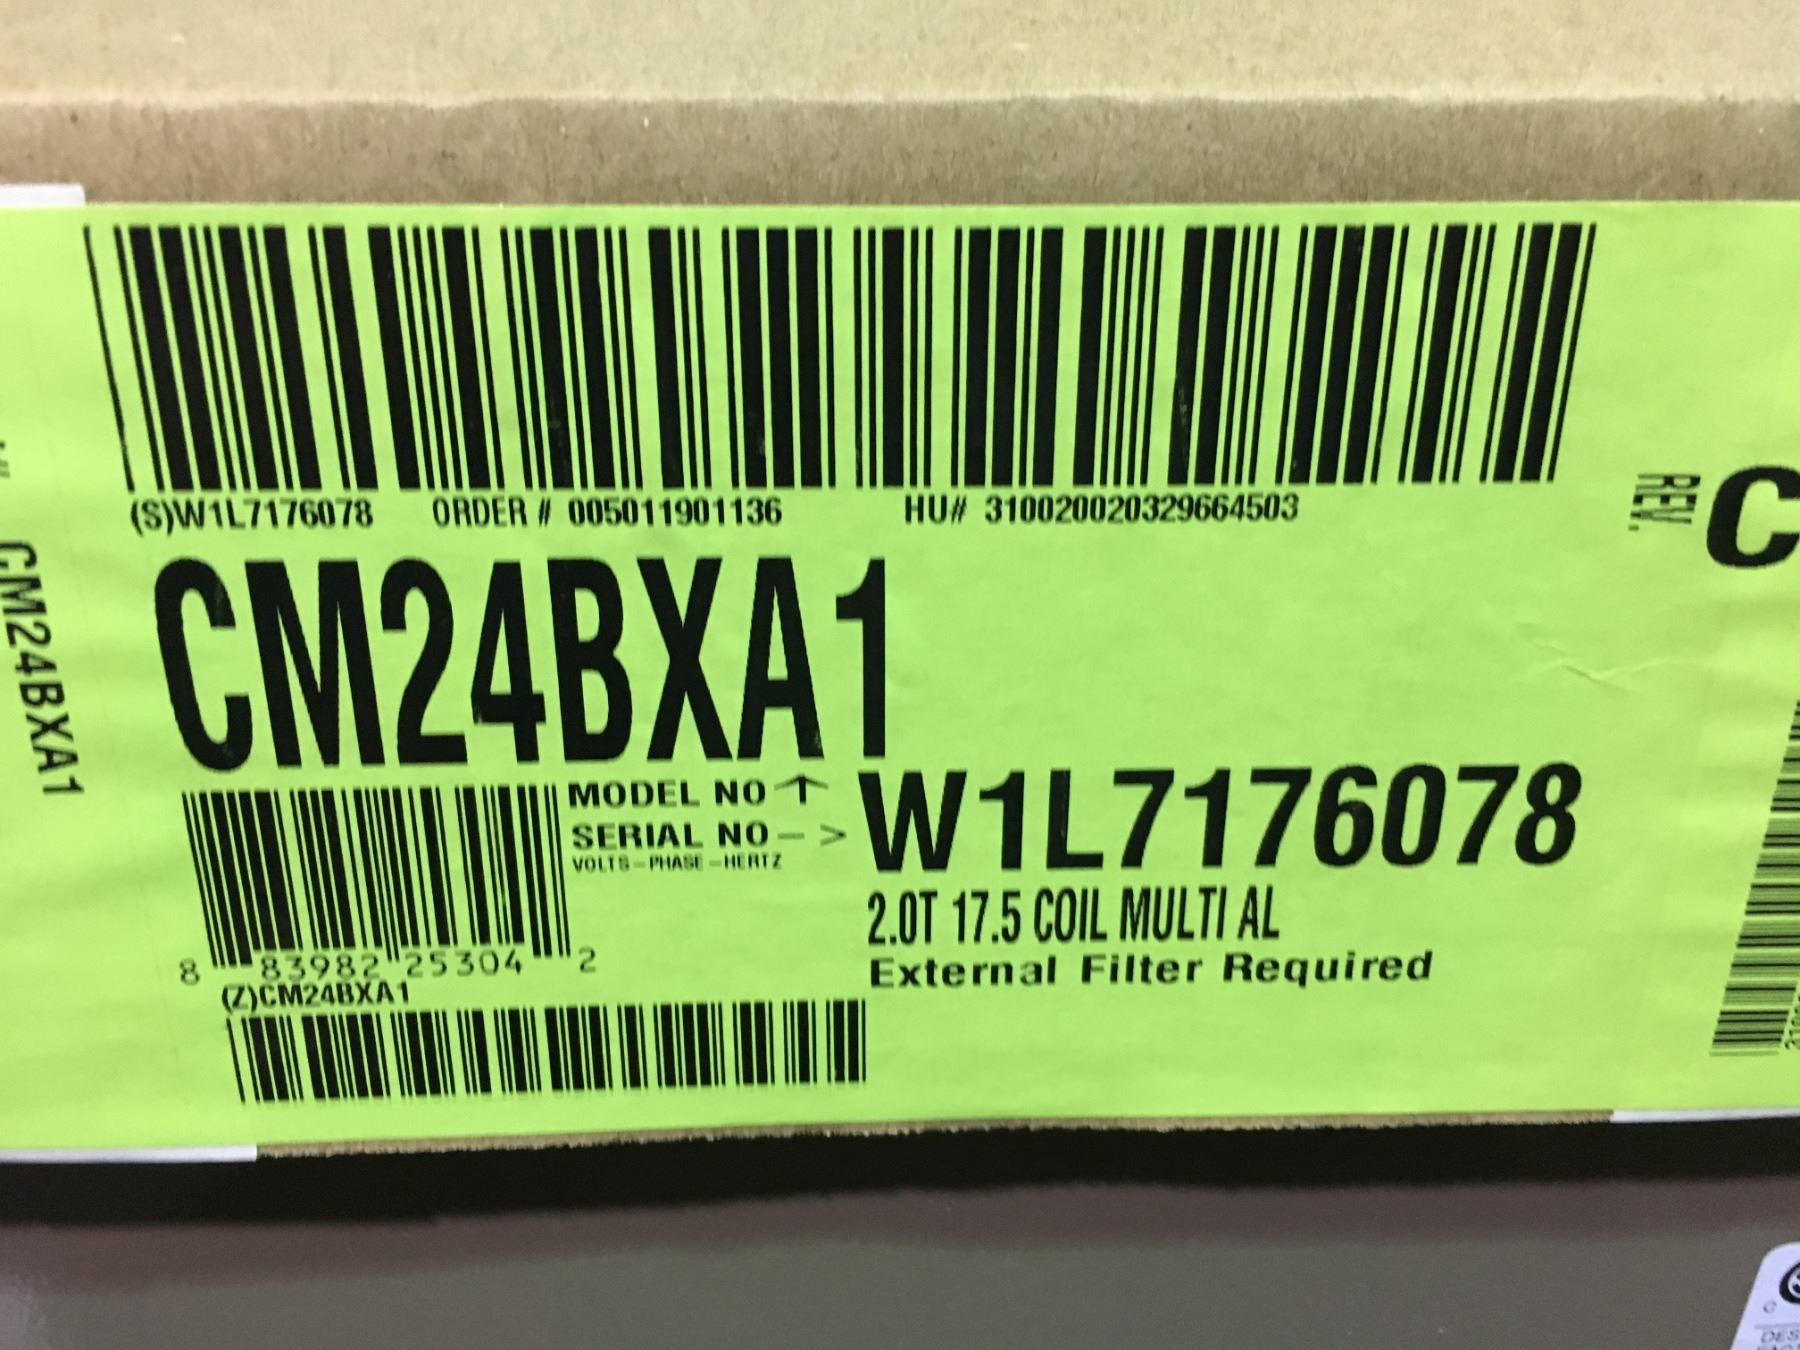 (S)W1L7176078 ORDER # 005011901136 HU# 310020020329664503
REV. C
CM24BXA1
CM24BXA1
MODEL NO ↑
SERIAL NO -> W1L7176078
VOLTS-PHASE-HERTZ
2.0T 17.5 COIL MULTI AL
External Filter Required
8 83982 25304 2
(Z)CM24BXA1